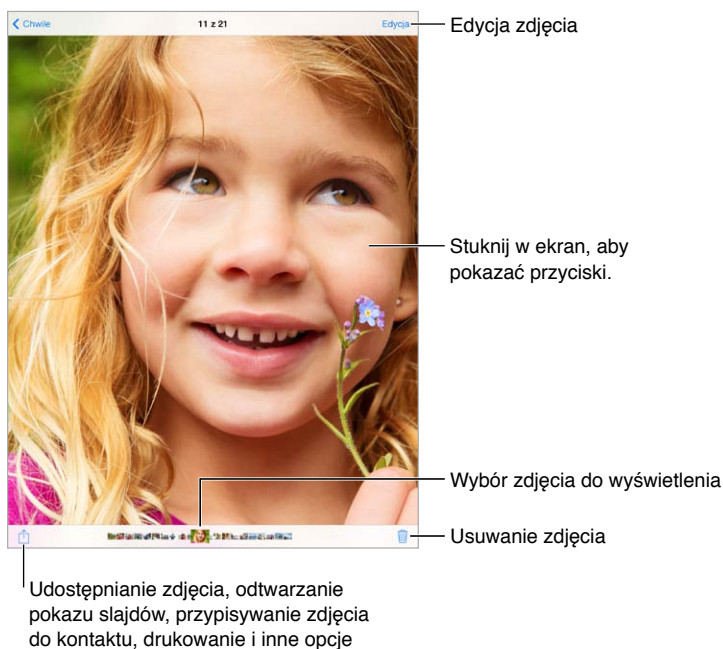 Chwile
11 z 21
Edycja
Edycja zdjęcia
Stuknij w ekran, aby
pokazać przyciski.
Wybór zdjęcia do wyświetlenia
Usuwanie zdjęcia
Udostępnianie zdjęcia, odtwarzanie
pokazu slajdów, przypisywanie zdjęcia
do kontaktu, drukowanie i inne opcje